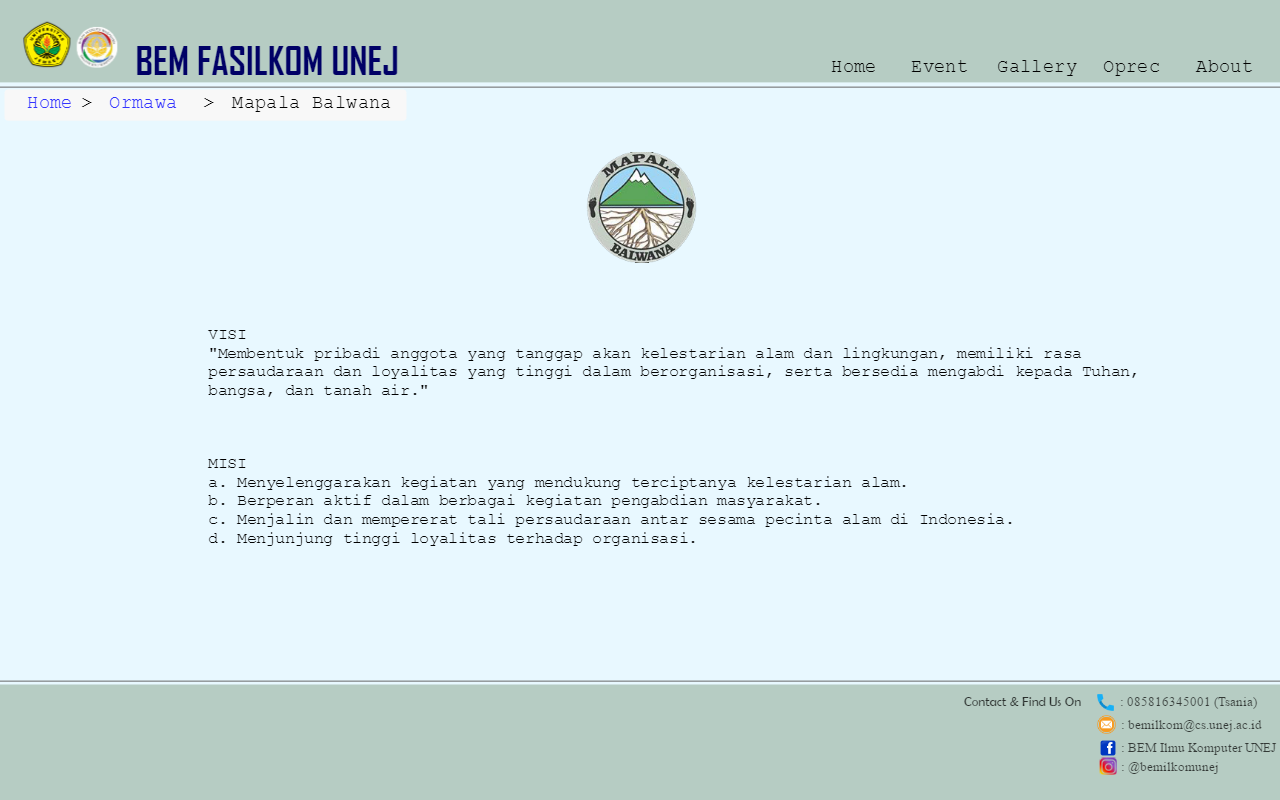 BEM FASILKOM UNEJ
Home Event Gallery Oprec About
Home > Ormawa > Mapala Balwana
MAPALA
BALWANA
VISI
"Membentuk pribadi anggota yang tanggap akan kelestarian alam dan lingkungan, memiliki rasa
persaudaraan dan loyalitas yang tinggi dalam berorganisasi, serta bersedia mengabdi kepada Tuhan,
bangsa, dan tanah air."
MISI
a. Menyelenggarakan kegiatan yang mendukung terciptanya kelestarian alam.
b. Berperan aktif dalam berbagai kegiatan pengabdian masyarakat.
c. Menjalin dan mempererat tali persaudaraan antar sesama pecinta alam di Indonesia.
d. Menjunjung tinggi loyalitas terhadap organisasi.
Contact & Find Us On : 085816345001 (Tsania)
: bemilkom@cs.unej.ac.id
: BEM Ilmu Komputer UNEJ
: @bemilkomunej